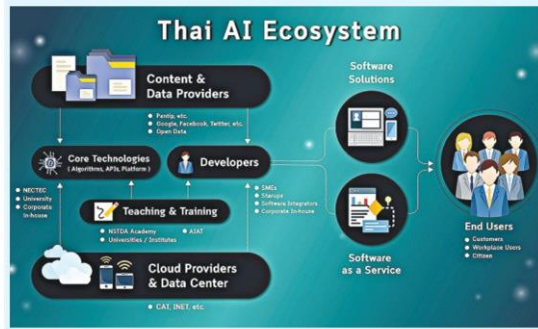 Thai AI Ecosystem
Content &
Data Providers
Pantip, etc.
Google, Facebook, Twitter, etc.
Open Data
Core Technologies
( Algorithms, APIs, Platform )
Developers
NECTEC
University
Corporate
In-house
SMEs
Startups
Software Integrators
Corporate In-house
Teaching & Training
NSTDA Academy
Universities / Institutes
AIAT
Cloud Providers
& Data Center
CAT, INET, etc.
Software
Solutions
Software
as a Service
End Users
Customers
Workplace Users
Citizen